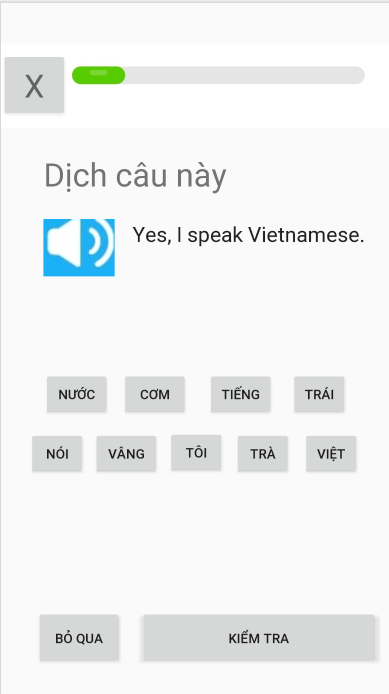 X
Dịch câu này
Yes, I speak Vietnamese.
NƯỚC CƠM TIẾNG TRÁI
NÓI VÂNG TÔI TRÀ VIỆT
BỎ QUA KIỂM TRA